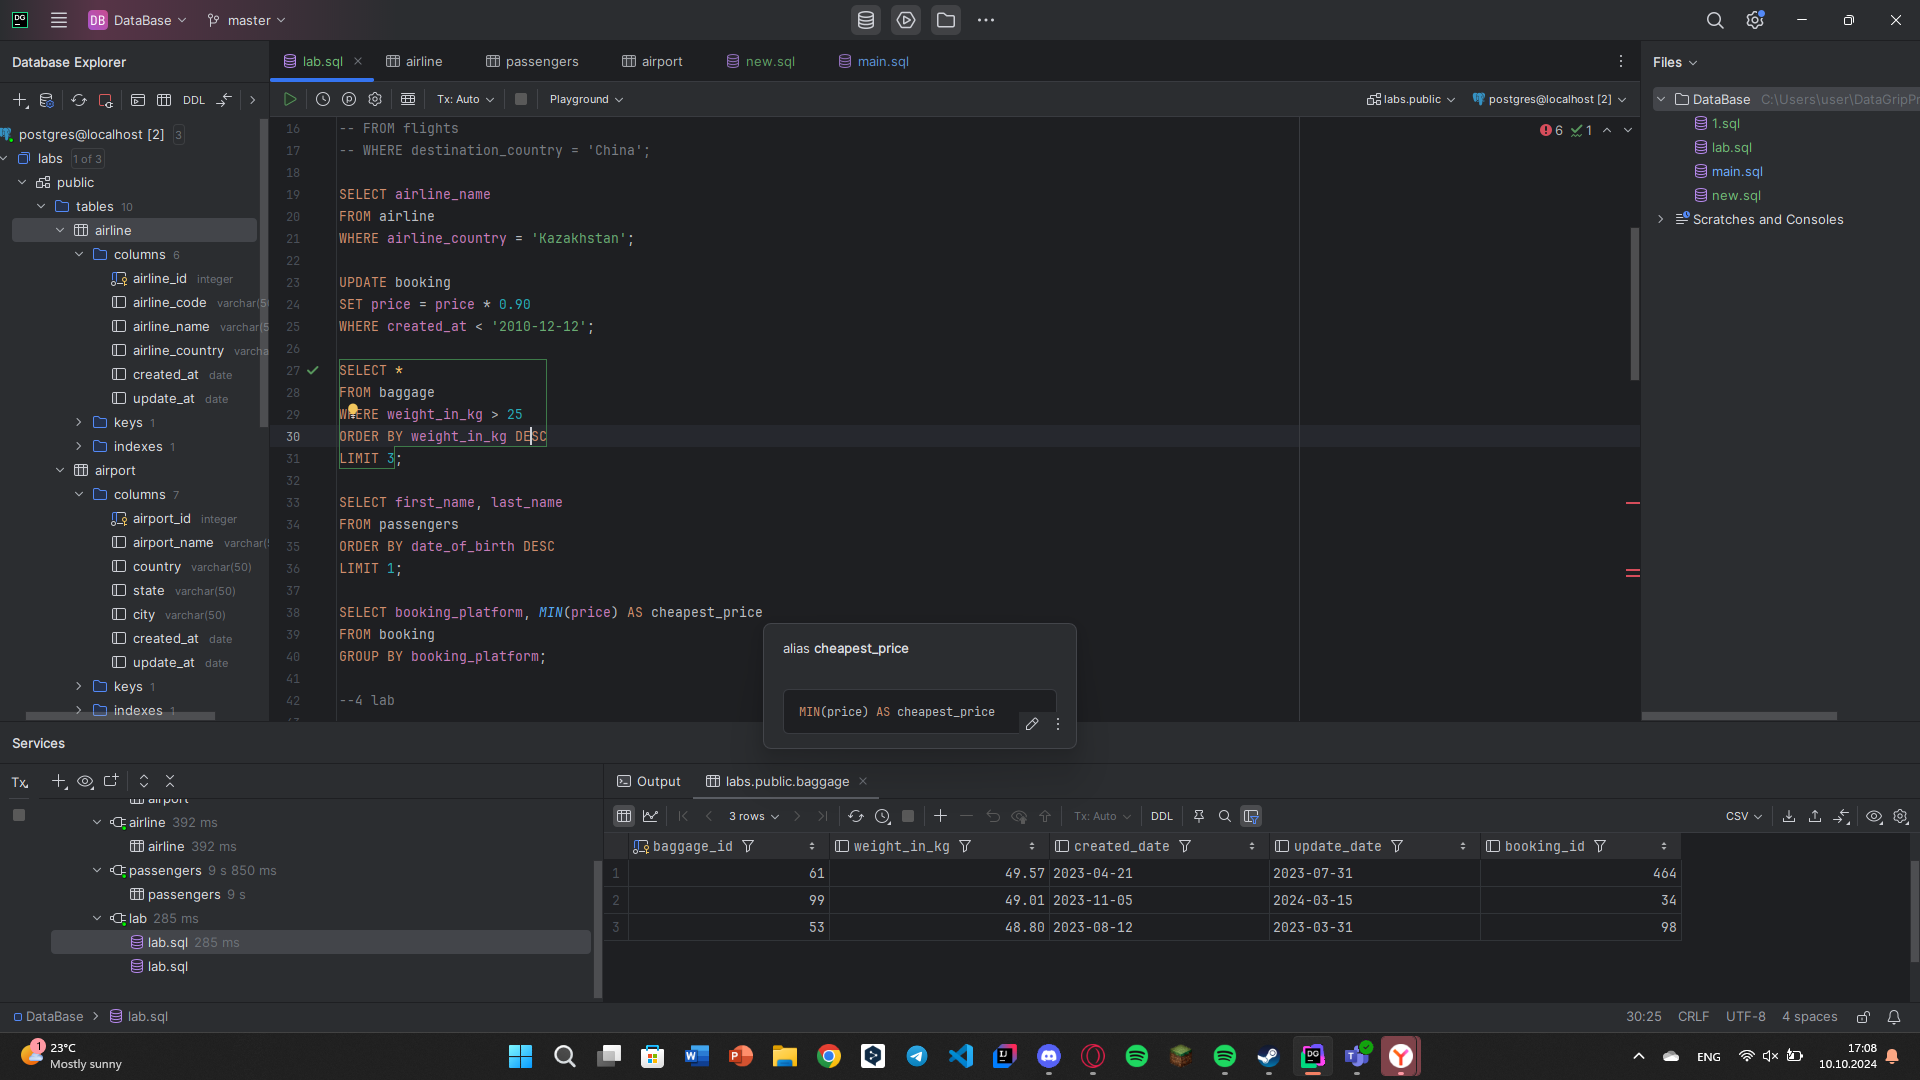 DG
DB DataBase master
Database Explorer
DDL
postgres@localhost [2] 3
labs 1 of 3
public
tables 10
airline
columns 6
airline_id integer
airline_code varchar(50
airline_name varchar(5
airline_country varcha
created_at date
update_at date
keys 1
indexes 1
airport
columns 7
airport_id integer
airport_name varchar(5
country varchar(50)
state varchar(50)
city varchar(50)
created_at date
update_at date
keys 1
indexes 1
lab.sql airline passengers airport new.sql main.sql
Tx: Auto Playground labs.public postgres@localhost [2]
6 1
16 -- FROM flights
17 -- WHERE destination_country = 'China';
18
19 SELECT airline_name
20 FROM airline
21 WHERE airline_country = 'Kazakhstan';
22
23 UPDATE booking
24 SET price = price * 0.90
25 WHERE created_at < '2010-12-12';
26
27 SELECT *
28 FROM baggage
29 WHERE weight_in_kg > 25
30 ORDER BY weight_in_kg DESC
31 LIMIT 3;
32
33 SELECT first_name, last_name
34 FROM passengers
35 ORDER BY date_of_birth DESC
36 LIMIT 1;
37
38 SELECT booking_platform, MIN(price) AS cheapest_price
39 FROM booking
40 GROUP BY booking_platform;
41
42 --4 lab
alias cheapest_price
MIN(price) AS cheapest_price
Files
DataBase C:\Users\user\DataGripPr
1.sql
lab.sql
main.sql
new.sql
Scratches and Consoles
Services
Tx
airport
airline 392 ms
airline 392 ms
passengers 9 s 850 ms
passengers 9 s
lab 285 ms
lab.sql 285 ms
lab.sql
Output labs.public.baggage
3 rows Tx: Auto DDL CSV
baggage_id weight_in_kg created_date update_date booking_id
1 61 49.57 2023-04-21 2023-07-31 464
2 99 49.01 2023-11-05 2024-03-15 34
3 53 48.80 2023-08-12 2023-03-31 98
DataBase lab.sql
30:25 CRLF UTF-8 4 spaces
1 23°C
Mostly sunny
ENG
17:08
10.10.2024